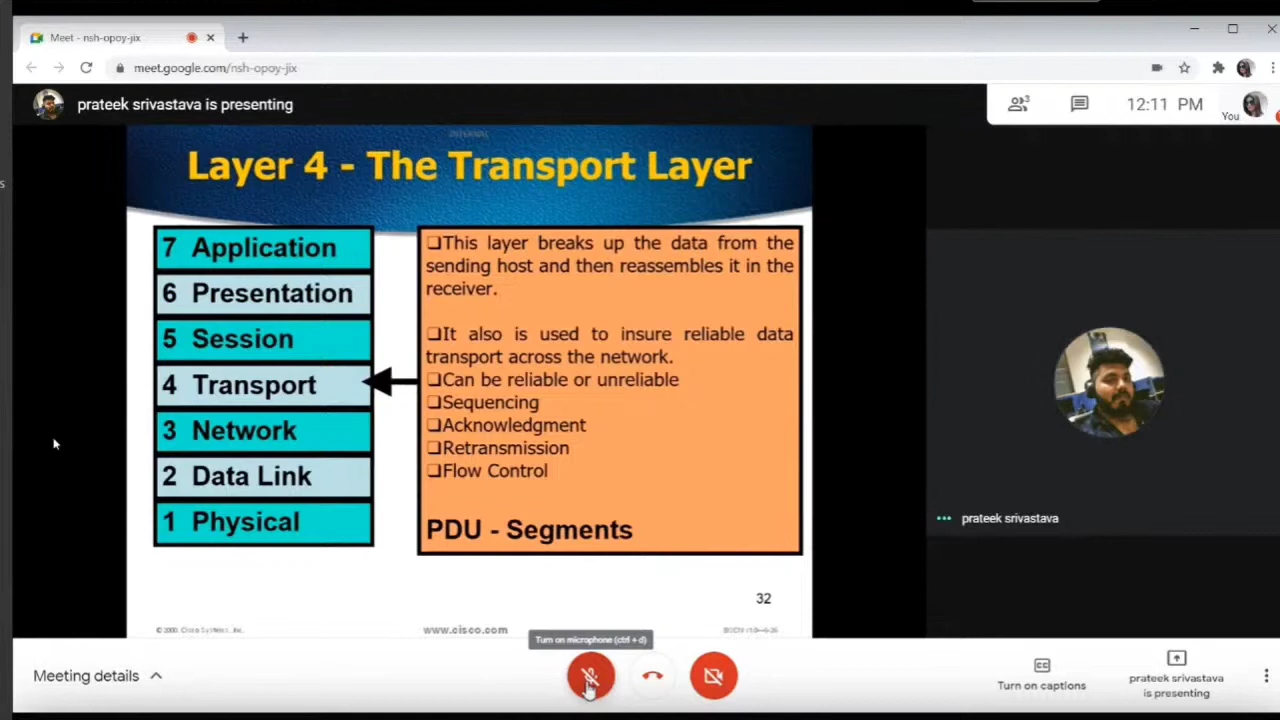 Meet - nsh-opoy-jix
meet.google.com/nsh-opoy-jix
prateek srivastava is presenting
3
12:11 PM
You
INTERNAL
Layer 4 - The Transport Layer
7 Application
6 Presentation
5 Session
4 Transport
3 Network
2 Data Link
1 Physical
❑This layer breaks up the data from the
sending host and then reassembles it in the
receiver.
❑It also is used to insure reliable data
transport across the network.
❑Can be reliable or unreliable
❑Sequencing
❑Acknowledgment
❑Retransmission
❑Flow Control
PDU - Segments
32
www.cisco.com
prateek srivastava
Turn on microphone (ctrl + d)
Meeting details
CC
Turn on captions
prateek srivastava
is presenting